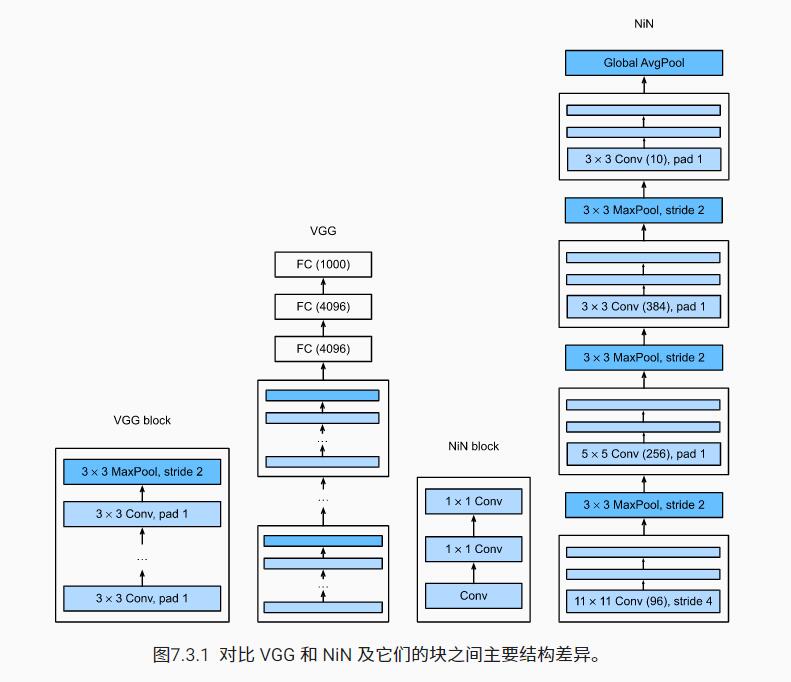 VGG block
3 × 3 MaxPool, stride 2
3 × 3 Conv, pad 1
...
3 × 3 Conv, pad 1
VGG
FC (1000)
FC (4096)
FC (4096)
...
...
...
NiN block
1 × 1 Conv
1 × 1 Conv
Conv
NiN
Global AvgPool
3 × 3 Conv (10), pad 1
3 × 3 MaxPool, stride 2
3 × 3 Conv (384), pad 1
3 × 3 MaxPool, stride 2
5 × 5 Conv (256), pad 1
3 × 3 MaxPool, stride 2
11 × 11 Conv (96), stride 4
图7.3.1 对比 VGG 和 NiN 及它们的块之间主要结构差异。